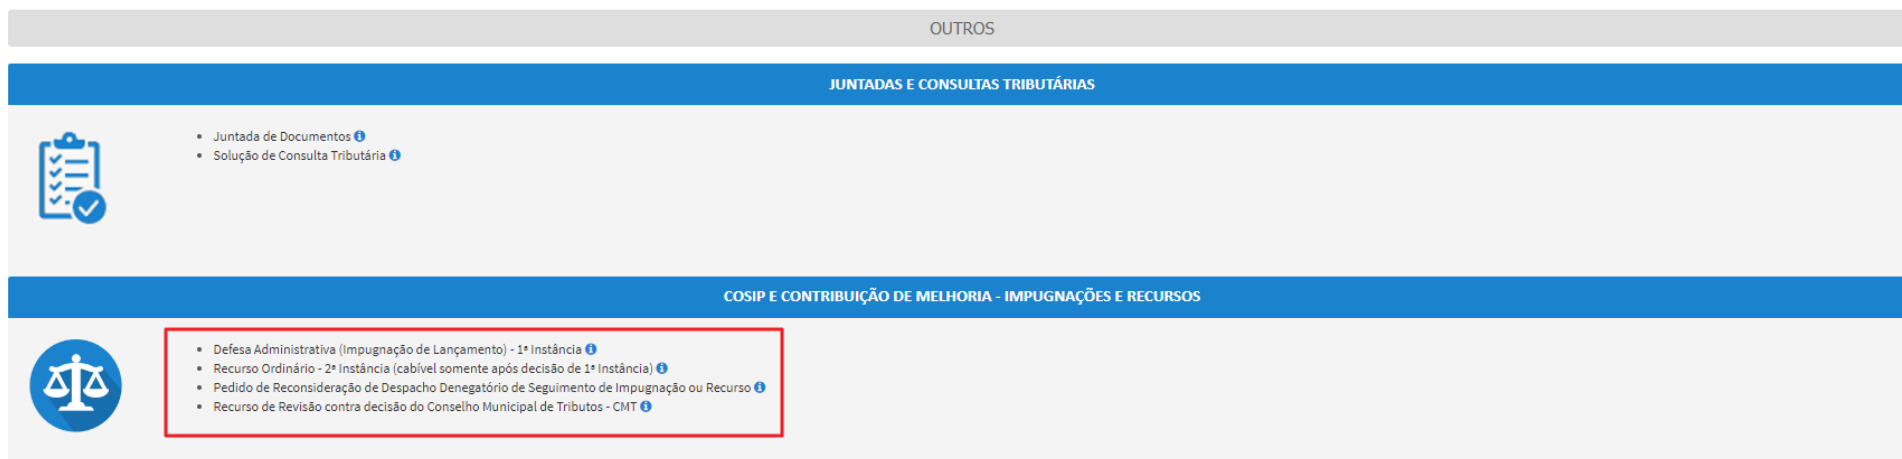 OUTROS
JUNTADAS E CONSULTAS TRIBUTÁRIAS
Juntada de Documentos
Solução de Consulta Tributária
COSIP E CONTRIBUIÇÃO DE MELHORIA - IMPUGNAÇÕES E RECURSOS
Defesa Administrativa (Impugnação de Lançamento) - 1ª Instância
Recurso Ordinário - 2ª Instância (cabível somente após decisão de 1ª Instância)
Pedido de Reconsideração de Despacho Denegatório de Seguimento de Impugnação ou Recurso
Recurso de Revisão contra decisão do Conselho Municipal de Tributos - CMT